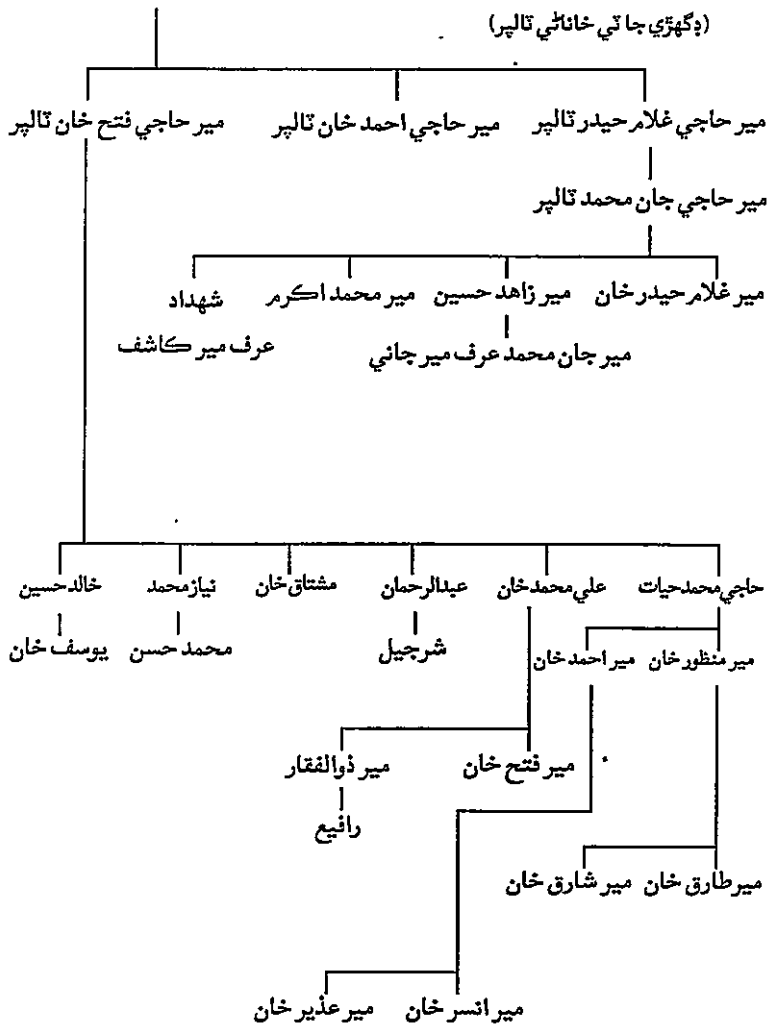 (ڊگهڙي جا ٽي خاناڻي ٽالپر)
مير حاجي غلام حيدر ٽالپر مير حاجي احمد خان ٽالپر مير حاجي فتح خان ٽالپر
مير حاجي جان محمد ٽالپر
مير غلام حيدر خان مير زاهد حسين مير محمد اڪرم شهداد
مير جان محمد عرف مير جاني عرف مير ڪاشف
حاجي محمد حيات علي محمد خان عبدالرحمان مشتاق خان نياز محمد خالد حسين
مير منظور خان مير احمد خان شرجيل محمد حسن يوسف خان
مير فتح خان مير ذوالفقار
رافيع
مير طارق خان مير شارق خان
مير انسر خان مير عذير خان